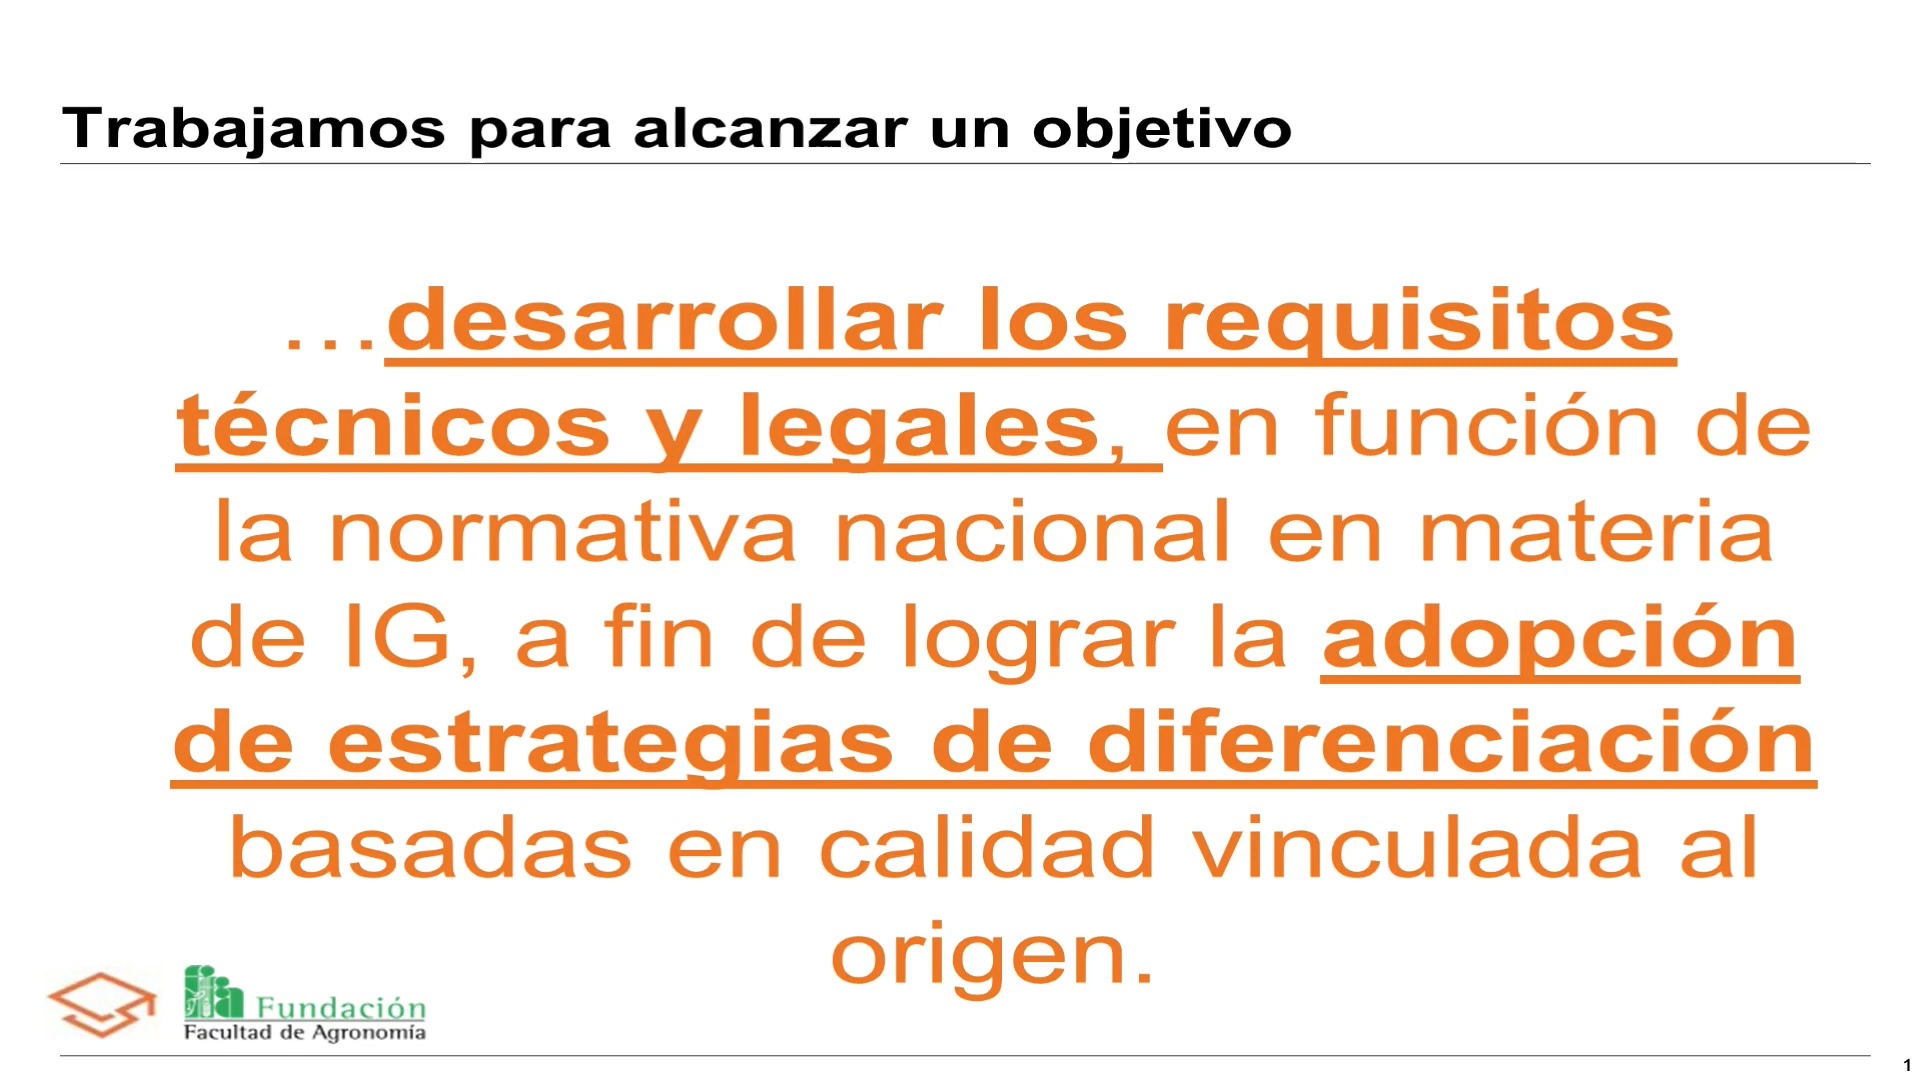 Trabajamos para alcanzar un objetivo
…desarrollar los requisitos
técnicos y legales, en función de
la normativa nacional en materia
de IG, a fin de lograr la adopción
de estrategias de diferenciación
basadas en calidad vinculada al
origen.
Fundación
Facultad de Agronomía
1